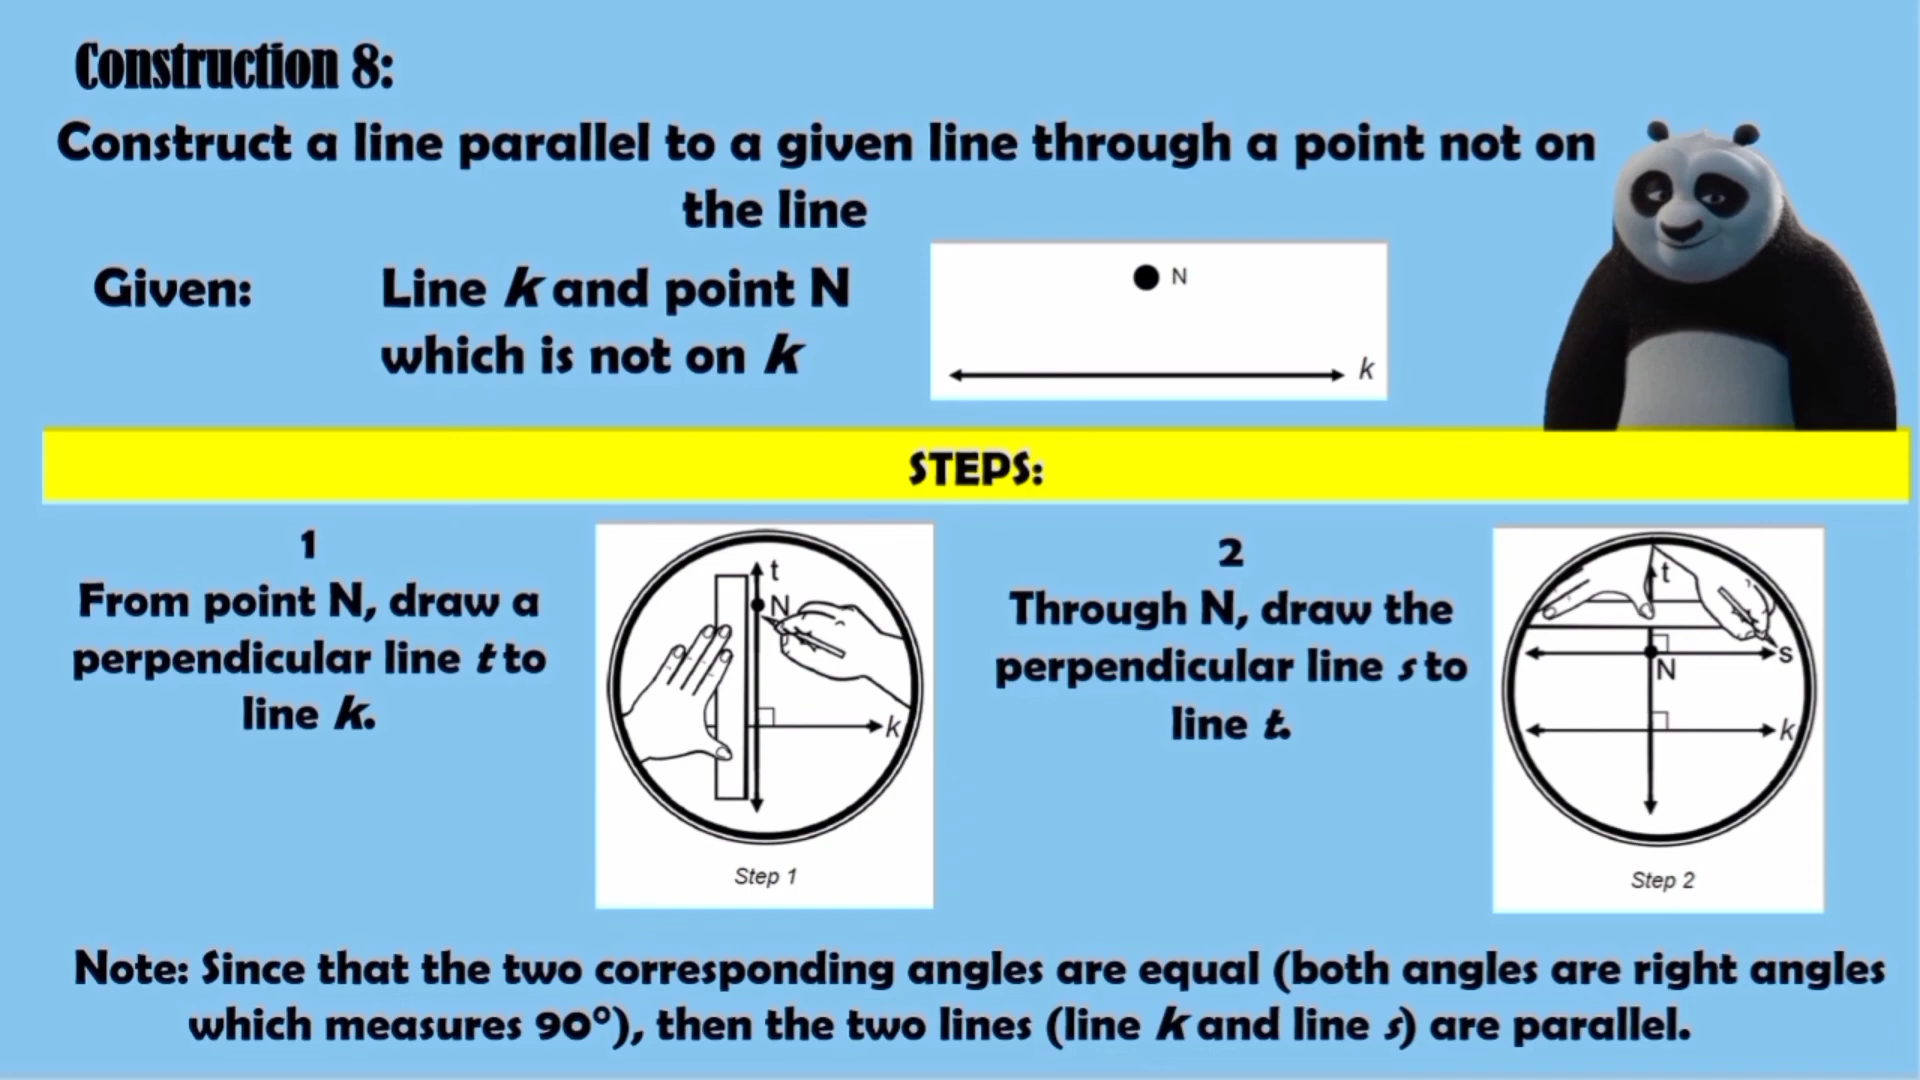 Construction 8:
Construct a line parallel to a given line through a point not on
the line
Given:
Line k and point N
which is not on k
N
k
STEPS:
1
From point N, draw a
perpendicular line t to
line k.
t
N
k
Step 1
2
Through N, draw the
perpendicular line s to
line t.
t
s
N
k
Step 2
Note: Since that the two corresponding angles are equal (both angles are right angles
which measures 90°), then the two lines (line k and line s) are parallel.